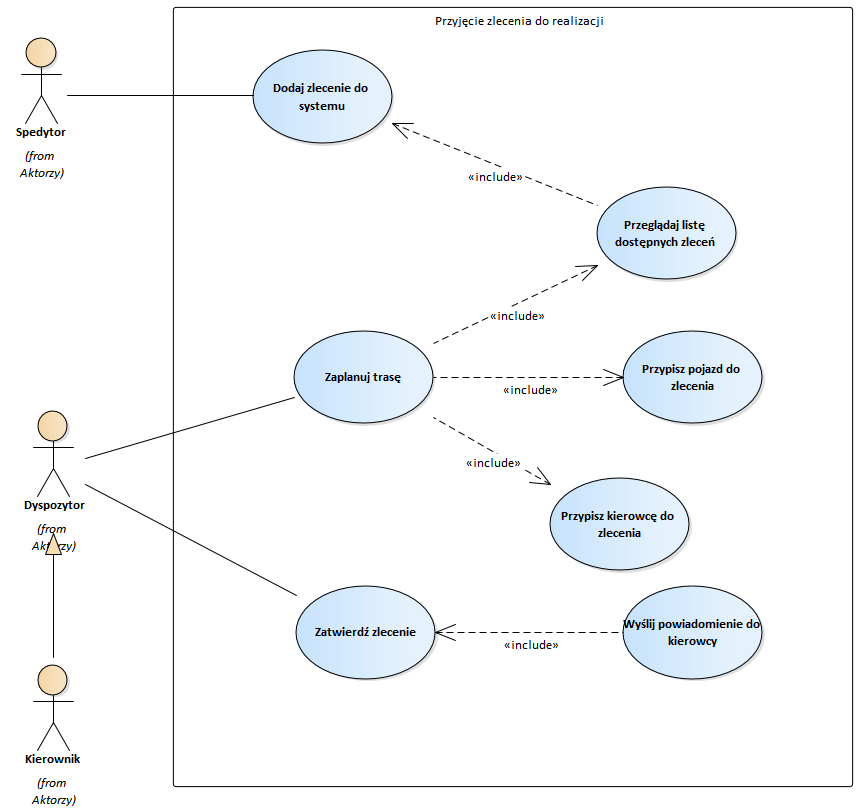 Przyjęcie zlecenia do realizacji
Dodaj zlecenie do
systemu
Spedytor
(from
Aktorzy)
«include»
Przeglądaj listę
dostępnych zleceń
«include»
Zaplanuj trasę
Przypisz pojazd do
zlecenia
«include»
«include»
Dyspozytor
(from
Aktorzy)
Przypisz kierowcę do
zlecenia
Zatwierdź zlecenie
Wyślij powiadomienie do
kierowcy
«include»
Kierownik
(from
Aktorzy)